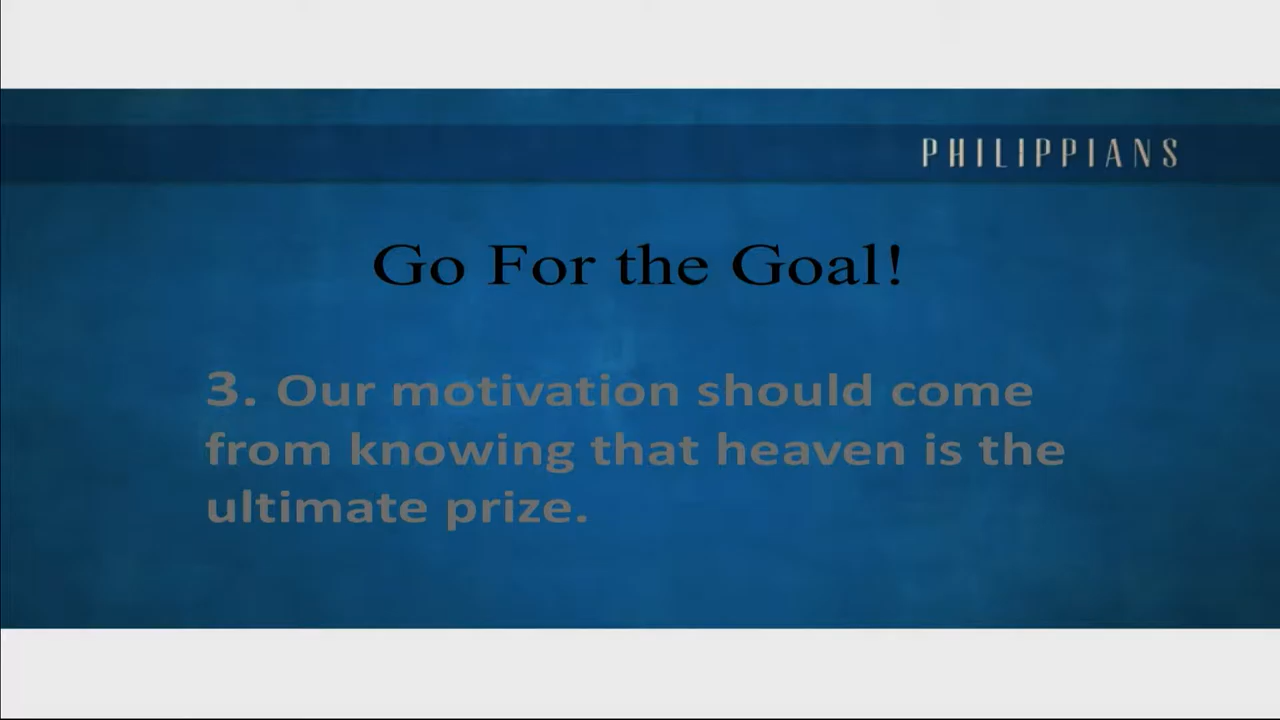 PHILIPPIANS
Go For the Goal!
3. Our motivation should come
from knowing that heaven is the
ultimate prize.